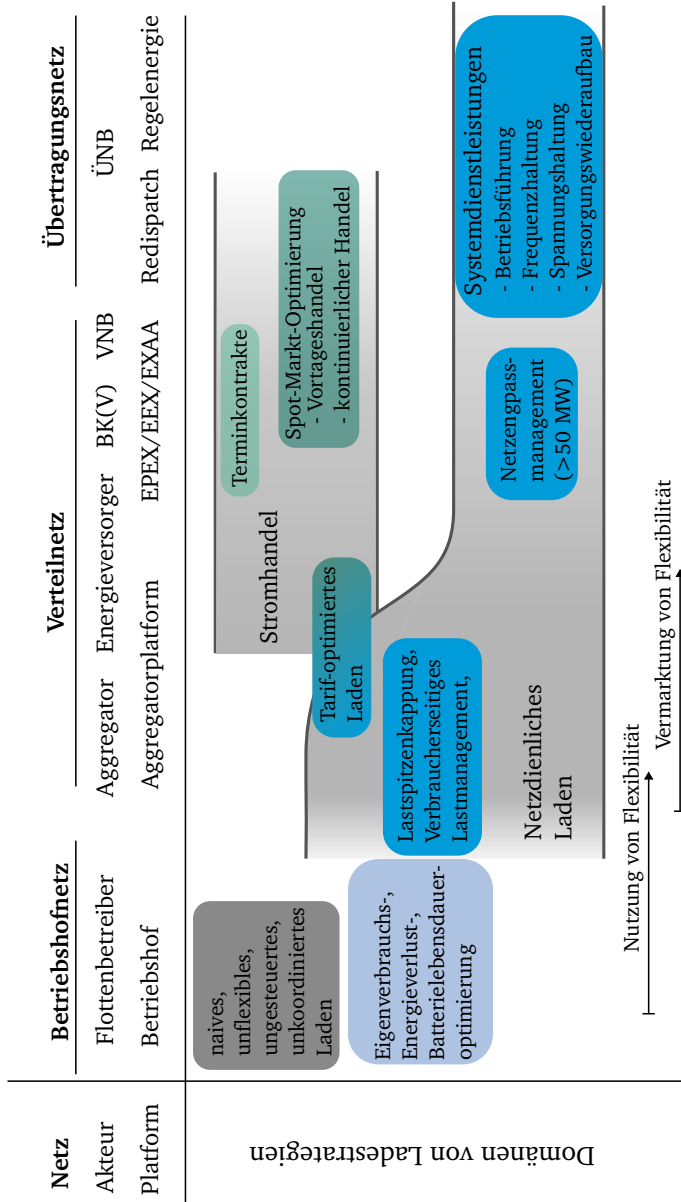 Netz Betriebshofnetz Verteilnetz Übertragungsnetz
Akteur Flottenbetreiber Aggregator Energieversorger BK(V) VNB ÜNB
Platform Betriebshof Aggregatorplatform EPEX/EEX/EXAA Redispatch Regelenergie
Domänen von Ladestrategien
naives,
unflexibles,
ungesteuertes,
unkoordiniertes
Laden
Eigenverbrauchs-,
Energieverlust-,
Batterielebensdauer-
optimierung
Stromhandel
Terminkontrakte
Spot-Markt-Optimierung
- Vortageshandel
- kontinuierlicher Handel
Tarif-optimiertes
Laden
Lastspitzenkappung,
Verbraucherseitiges
Lastmanagement,
Netzdienliches
Laden
Netzengpass-
management
(>50 MW)
Systemdienstleistungen
- Betriebsführung
- Frequenzhaltung
- Spannungshaltung
- Versorgungswiederaufbau
Nutzung von Flexibilität
Vermarktung von Flexibilität